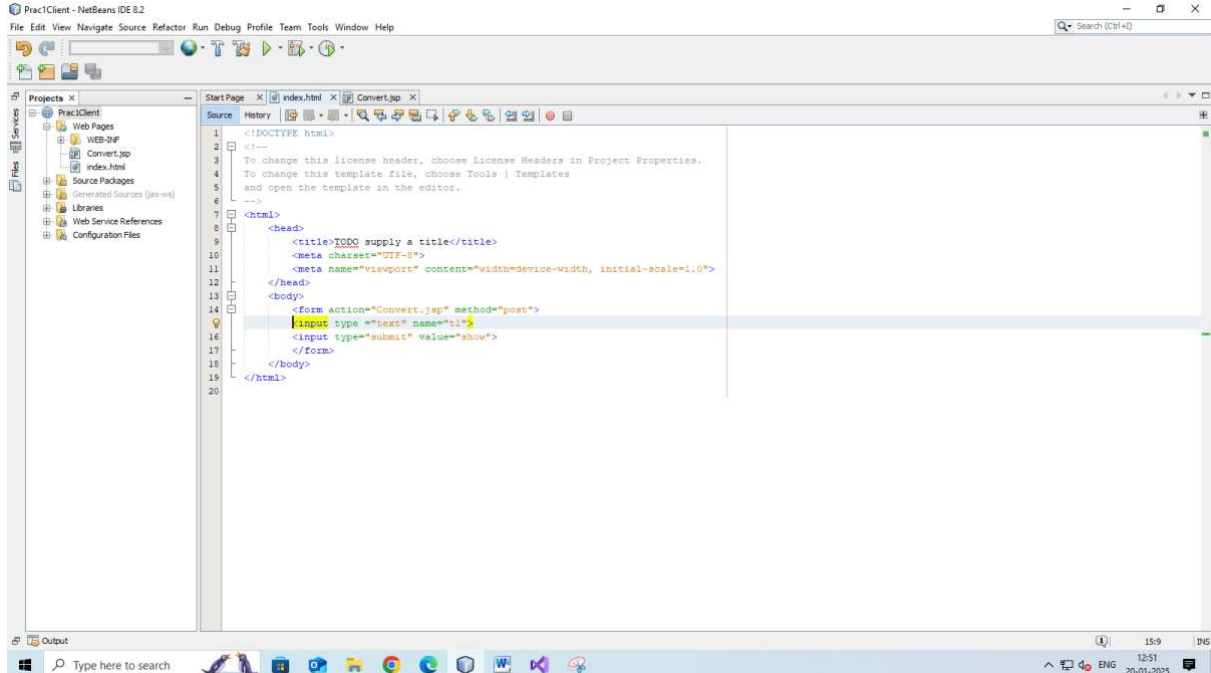 Prac1Client - NetBeans IDE 8.2
File Edit View Navigate Source Refactor Run Debug Profile Team Tools Window Help
Search (Ctrl+I)
Projects
Start Page index.html Convert.jsp
Services
Files
Prac1Client
Web Pages
WEB-INF
Convert.jsp
index.html
Source Packages
Generated Sources (jax-ws)
Libraries
Web Service References
Configuration Files
Source History
1 <!DOCTYPE html>
2 <!--
3 To change this license header, choose License Headers in Project Properties.
4 To change this template file, choose Tools | Templates
5 and open the template in the editor.
6 -->
7 <html>
8 <head>
9 <title>TODO supply a title</title>
10 <meta charset="UTF-8">
11 <meta name="viewport" content="width=device-width, initial-scale=1.0">
12 </head>
13 <body>
14 <form action="Convert.jsp" method="post">
<input type ="text" name="t1">
16 <input type="submit" value="show">
17 </form>
18 </body>
19 </html>
20
Output
15:9 INS
Type here to search
ENG
12:51
20-01-2025